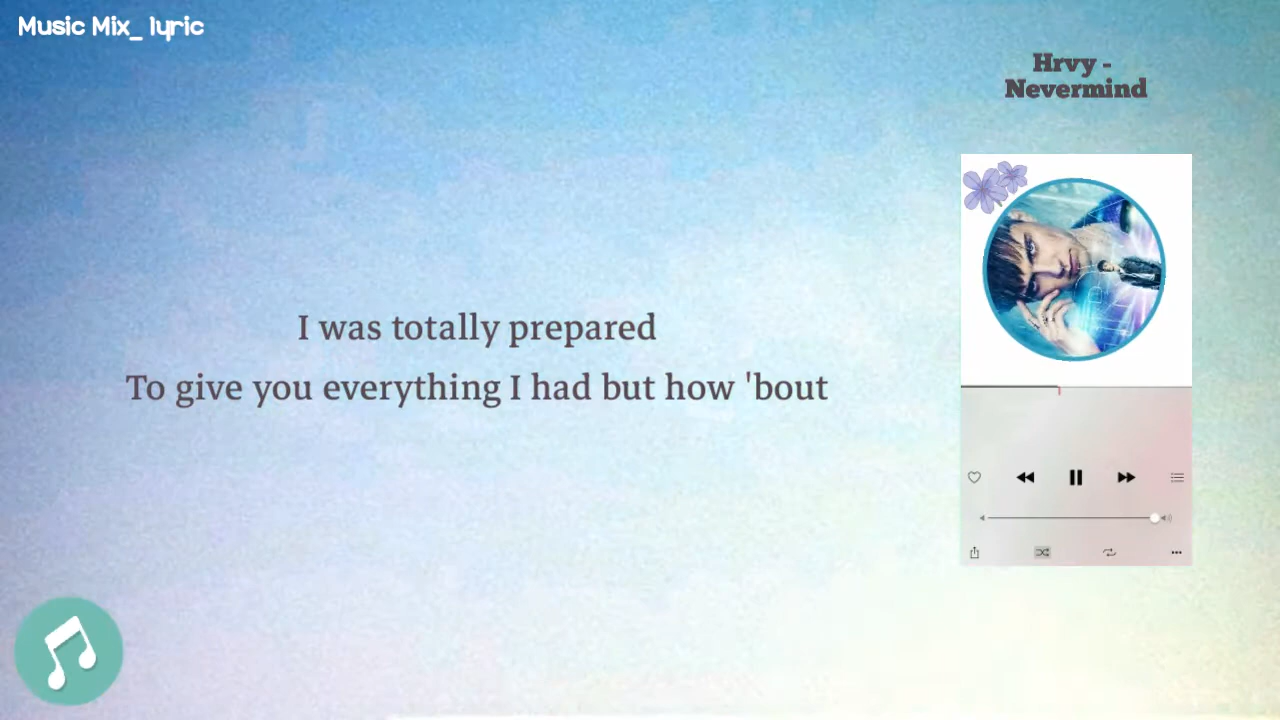 Music Mix_ lyric
Hrvy -
Nevermind
I was totally prepared
To give you everything I had but how 'bout